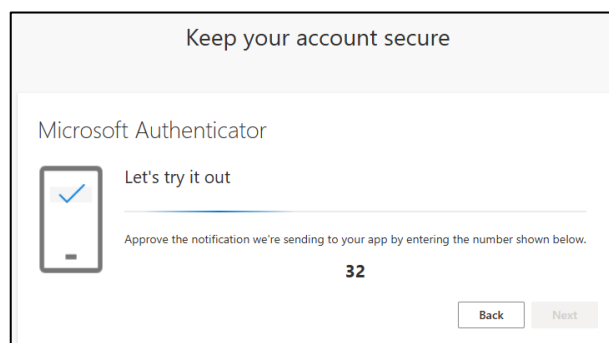 Keep your account secure
Microsoft Authenticator
Let's try it out
Approve the notification we're sending to your app by entering the number shown below.
32
Back
Next